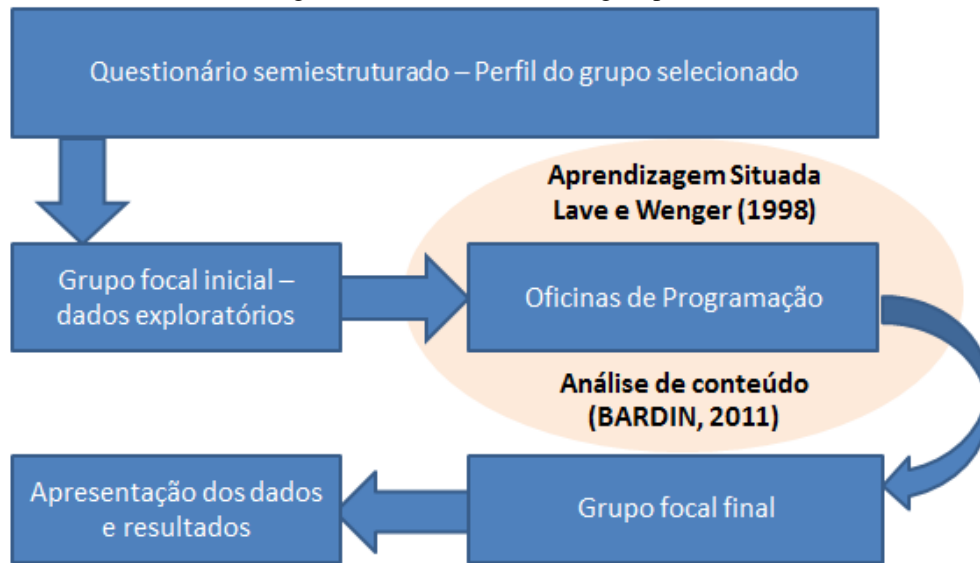 Questionário semiestruturado – Perfil do grupo selecionado
Aprendizagem Situada
Lave e Wenger (1998)
Grupo focal inicial –
dados exploratórios
Oficinas de Programação
Análise de conteúdo
(BARDIN, 2011)
Apresentação dos dados
e resultados
Grupo focal final